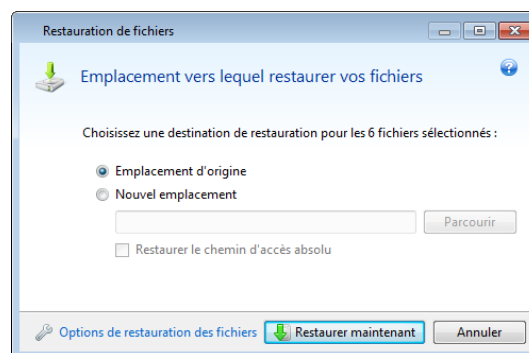 Restauration de fichiers
Emplacement vers lequel restaurer vos fichiers
Choisissez une destination de restauration pour les 6 fichiers sélectionnés :
Emplacement d'origine
Nouvel emplacement
Parcourir
Restaurer le chemin d'accès absolu
Options de restauration des fichiers Restaurer maintenant Annuler